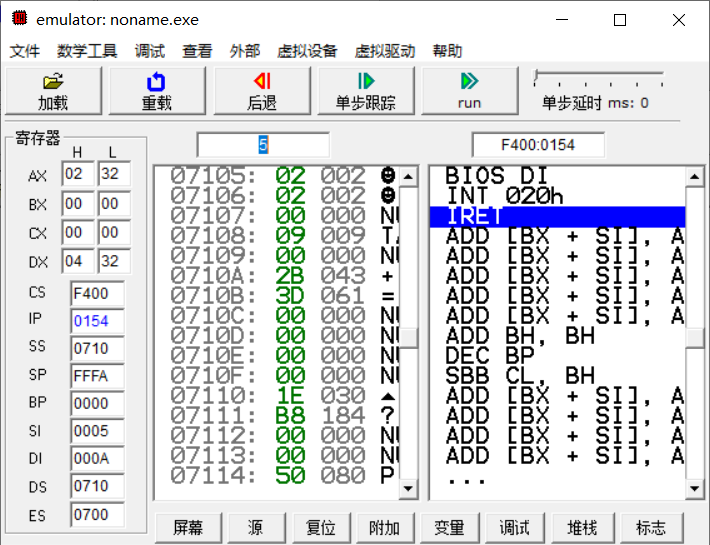 emulator: noname.exe
文件 数学工具 调试 查看 外部 虚拟设备 虚拟驱动 帮助
加载 重载 后退 单步跟踪 run 单步延时 ms: 0
寄存器
H L
AX 02 32
BX 00 00
CX 00 00
DX 04 32
CS F400
IP 0154
SS 0710
SP FFFA
BP 0000
SI 0005
DI 000A
DS 0710
ES 0700
5
07105: 02 002 ☻
07106: 02 002 ☻
07107: 00 000 NU
07108: 09 009 TA
07109: 00 000 NU
0710A: 2B 043 +
0710B: 3D 061 =
0710C: 00 000 NU
0710D: 00 000 NU
0710E: 00 000 NU
0710F: 00 000 NU
07110: 1E 030 ▲
07111: B8 184 ?
07112: 00 000 NU
07113: 00 000 NU
07114: 50 080 P
F400:0154
BIOS DI
INT 020h
IRET
ADD [BX + SI], A
ADD [BX + SI], A
ADD [BX + SI], A
ADD [BX + SI], A
ADD [BX + SI], A
ADD BH, BH
DEC BP
SBB CL, BH
ADD [BX + SI], A
ADD [BX + SI], A
ADD [BX + SI], A
ADD [BX + SI], A
...
屏幕 源 复位 附加 变量 调试 堆栈 标志